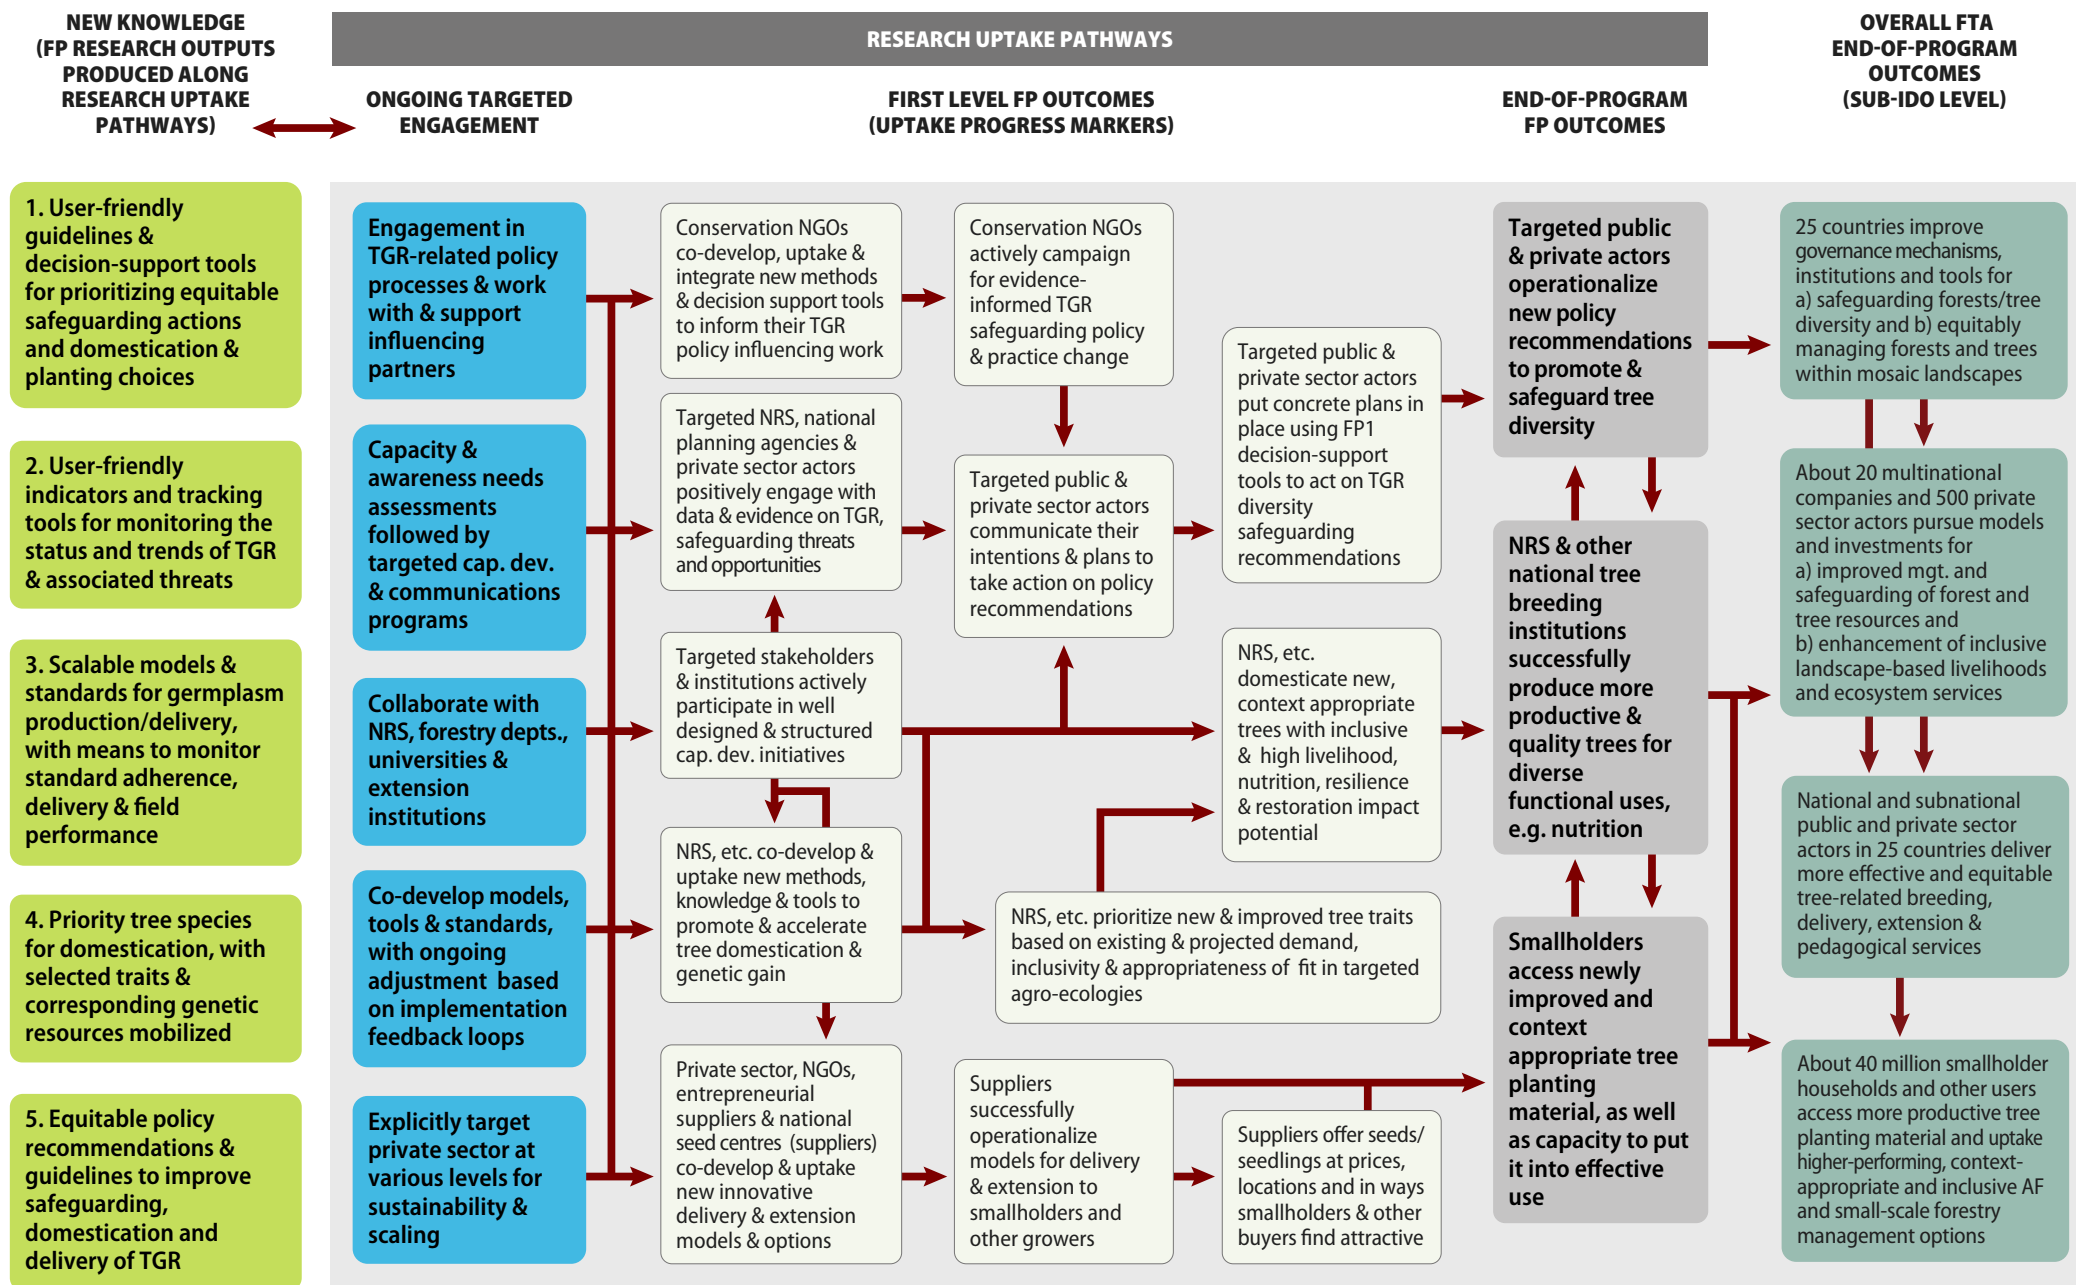 NEW KNOWLEDGE
(FP RESEARCH OUTPUTS
PRODUCED ALONG
RESEARCH UPTAKE
PATHWAYS)
RESEARCH UPTAKE PATHWAYS
ONGOING TARGETED
ENGAGEMENT
FIRST LEVEL FP OUTCOMES
(UPTAKE PROGRESS MARKERS)
END-OF-PROGRAM
FP OUTCOMES
OVERALL FTA
END-OF-PROGRAM
OUTCOMES
(SUB-IDO LEVEL)
1. User-friendly
guidelines &
decision-support tools
for prioritizing equitable
safeguarding actions
and domestication &
planting choices
2. User-friendly
indicators and tracking
tools for monitoring the
status and trends of TGR
& associated threats
3. Scalable models &
standards for germplasm
production/delivery,
with means to monitor
standard adherence,
delivery & field
performance
4. Priority tree species
for domestication, with
selected traits &
corresponding genetic
resources mobilized
5. Equitable policy
recommendations &
guidelines to improve
safeguarding,
domestication and
delivery of TGR
Engagement in
TGR-related policy
processes & work
with & support
influencing
partners
Capacity &
awareness needs
assessments
followed by
targeted cap. dev.
& communications
programs
Collaborate with
NRS, forestry depts.,
universities &
extension
institutions
Co-develop models,
tools & standards,
with ongoing
adjustment based
on implementation
feedback loops
Explicitly target
private sector at
various levels for
sustainability &
scaling
Conservation NGOs
co-develop, uptake &
integrate new methods
& decision support tools
to inform their TGR
policy influencing work
Targeted NRS, national
planning agencies &
private sector actors
positively engage with
data & evidence on TGR,
safeguarding threats
and opportunities
Targeted stakeholders
& institutions actively
participate in well
designed & structured
cap. dev. initiatives
NRS, etc. co-develop &
uptake new methods,
knowledge & tools to
promote & accelerate
tree domestication &
genetic gain
Private sector, NGOs,
entrepreneurial
suppliers & national
seed centres (suppliers)
co-develop & uptake
new innovative
delivery & extension
models & options
Conservation NGOs
actively campaign
for evidence-
informed TGR
safeguarding policy
& practice change
Targeted public &
private sector actors
communicate their
intentions & plans to
take action on policy
recommendations
NRS, etc. prioritize new & improved tree traits
based on existing & projected demand,
inclusivity & appropriateness of fit in targeted
agro-ecologies
Suppliers
successfully
operationalize
models for delivery
& extension to
smallholders and
other growers
Targeted public &
private sector actors
put concrete plans in
place using FP1
decision-support
tools to act on TGR
diversity
safeguarding
recommendations
NRS, etc.
domesticate new,
context appropriate
trees with inclusive
& high livelihood,
nutrition, resilience
& restoration impact
potential
Suppliers offer seeds/
seedlings at prices,
locations and in ways
smallholders & other
buyers find attractive
Targeted public
& private actors
operationalize
new policy
recommendations
to promote &
safeguard tree
diversity
NRS & other
national tree
breeding
institutions
successfully
produce more
productive &
quality trees for
diverse
functional uses,
e.g. nutrition
Smallholders
access newly
improved and
context
appropriate tree
planting
material, as well
as capacity to put
it into effective
use
25 countries improve
governance mechanisms,
institutions and tools for
a) safeguarding forests/tree
diversity and b) equitably
managing forests and trees
within mosaic landscapes
About 20 multinational
companies and 500 private
sector actors pursue models
and investments for
a) improved mgt. and
safeguarding of forest and
tree resources and
b) enhancement of inclusive
landscape-based livelihoods
and ecosystem services
National and subnational
public and private sector
actors in 25 countries deliver
more effective and equitable
tree-related breeding,
delivery, extension &
pedagogical services
About 40 million smallholder
households and other users
access more productive tree
planting material and uptake
higher-performing, context-
appropriate and inclusive AF
and small-scale forestry
management options